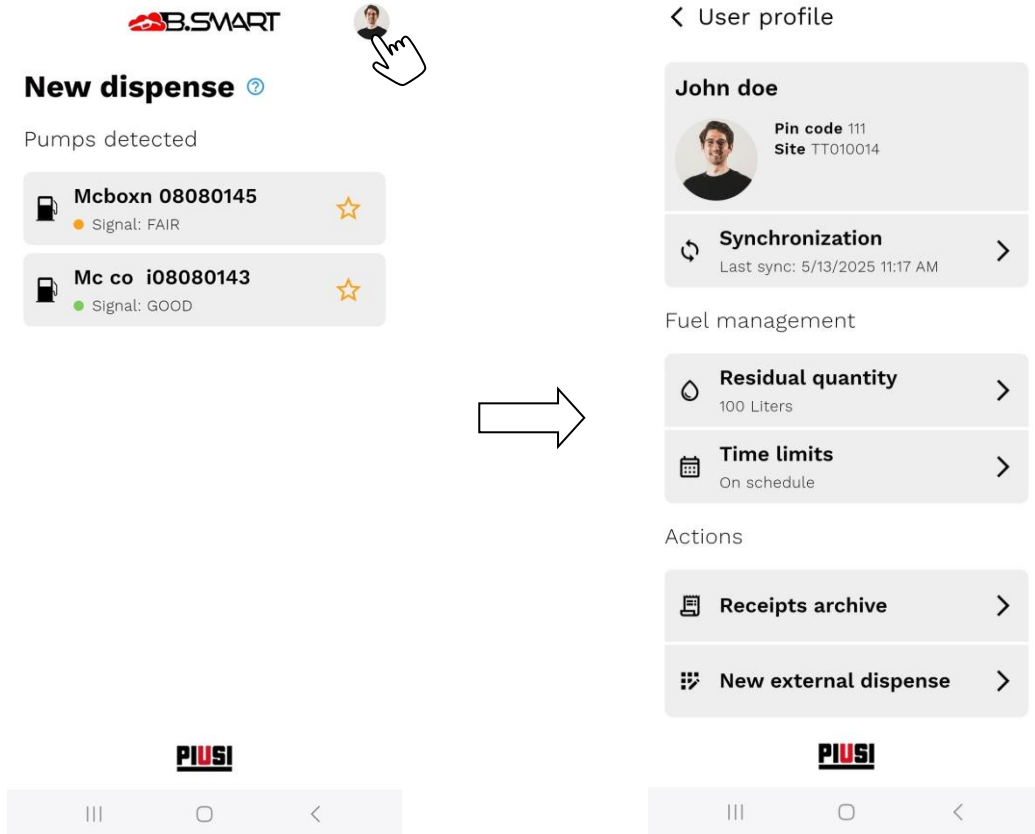 B.SMART
New dispense
Pumps detected
Mcboxn 08080145
Signal: FAIR
Mc co i08080143
Signal: GOOD
PIUSI
User profile
John doe
Pin code 111
Site TT010014
Synchronization
Last sync: 5/13/2025 11:17 AM
Fuel management
Residual quantity
100 Liters
Time limits
On schedule
Actions
Receipts archive
New external dispense
PIUSI